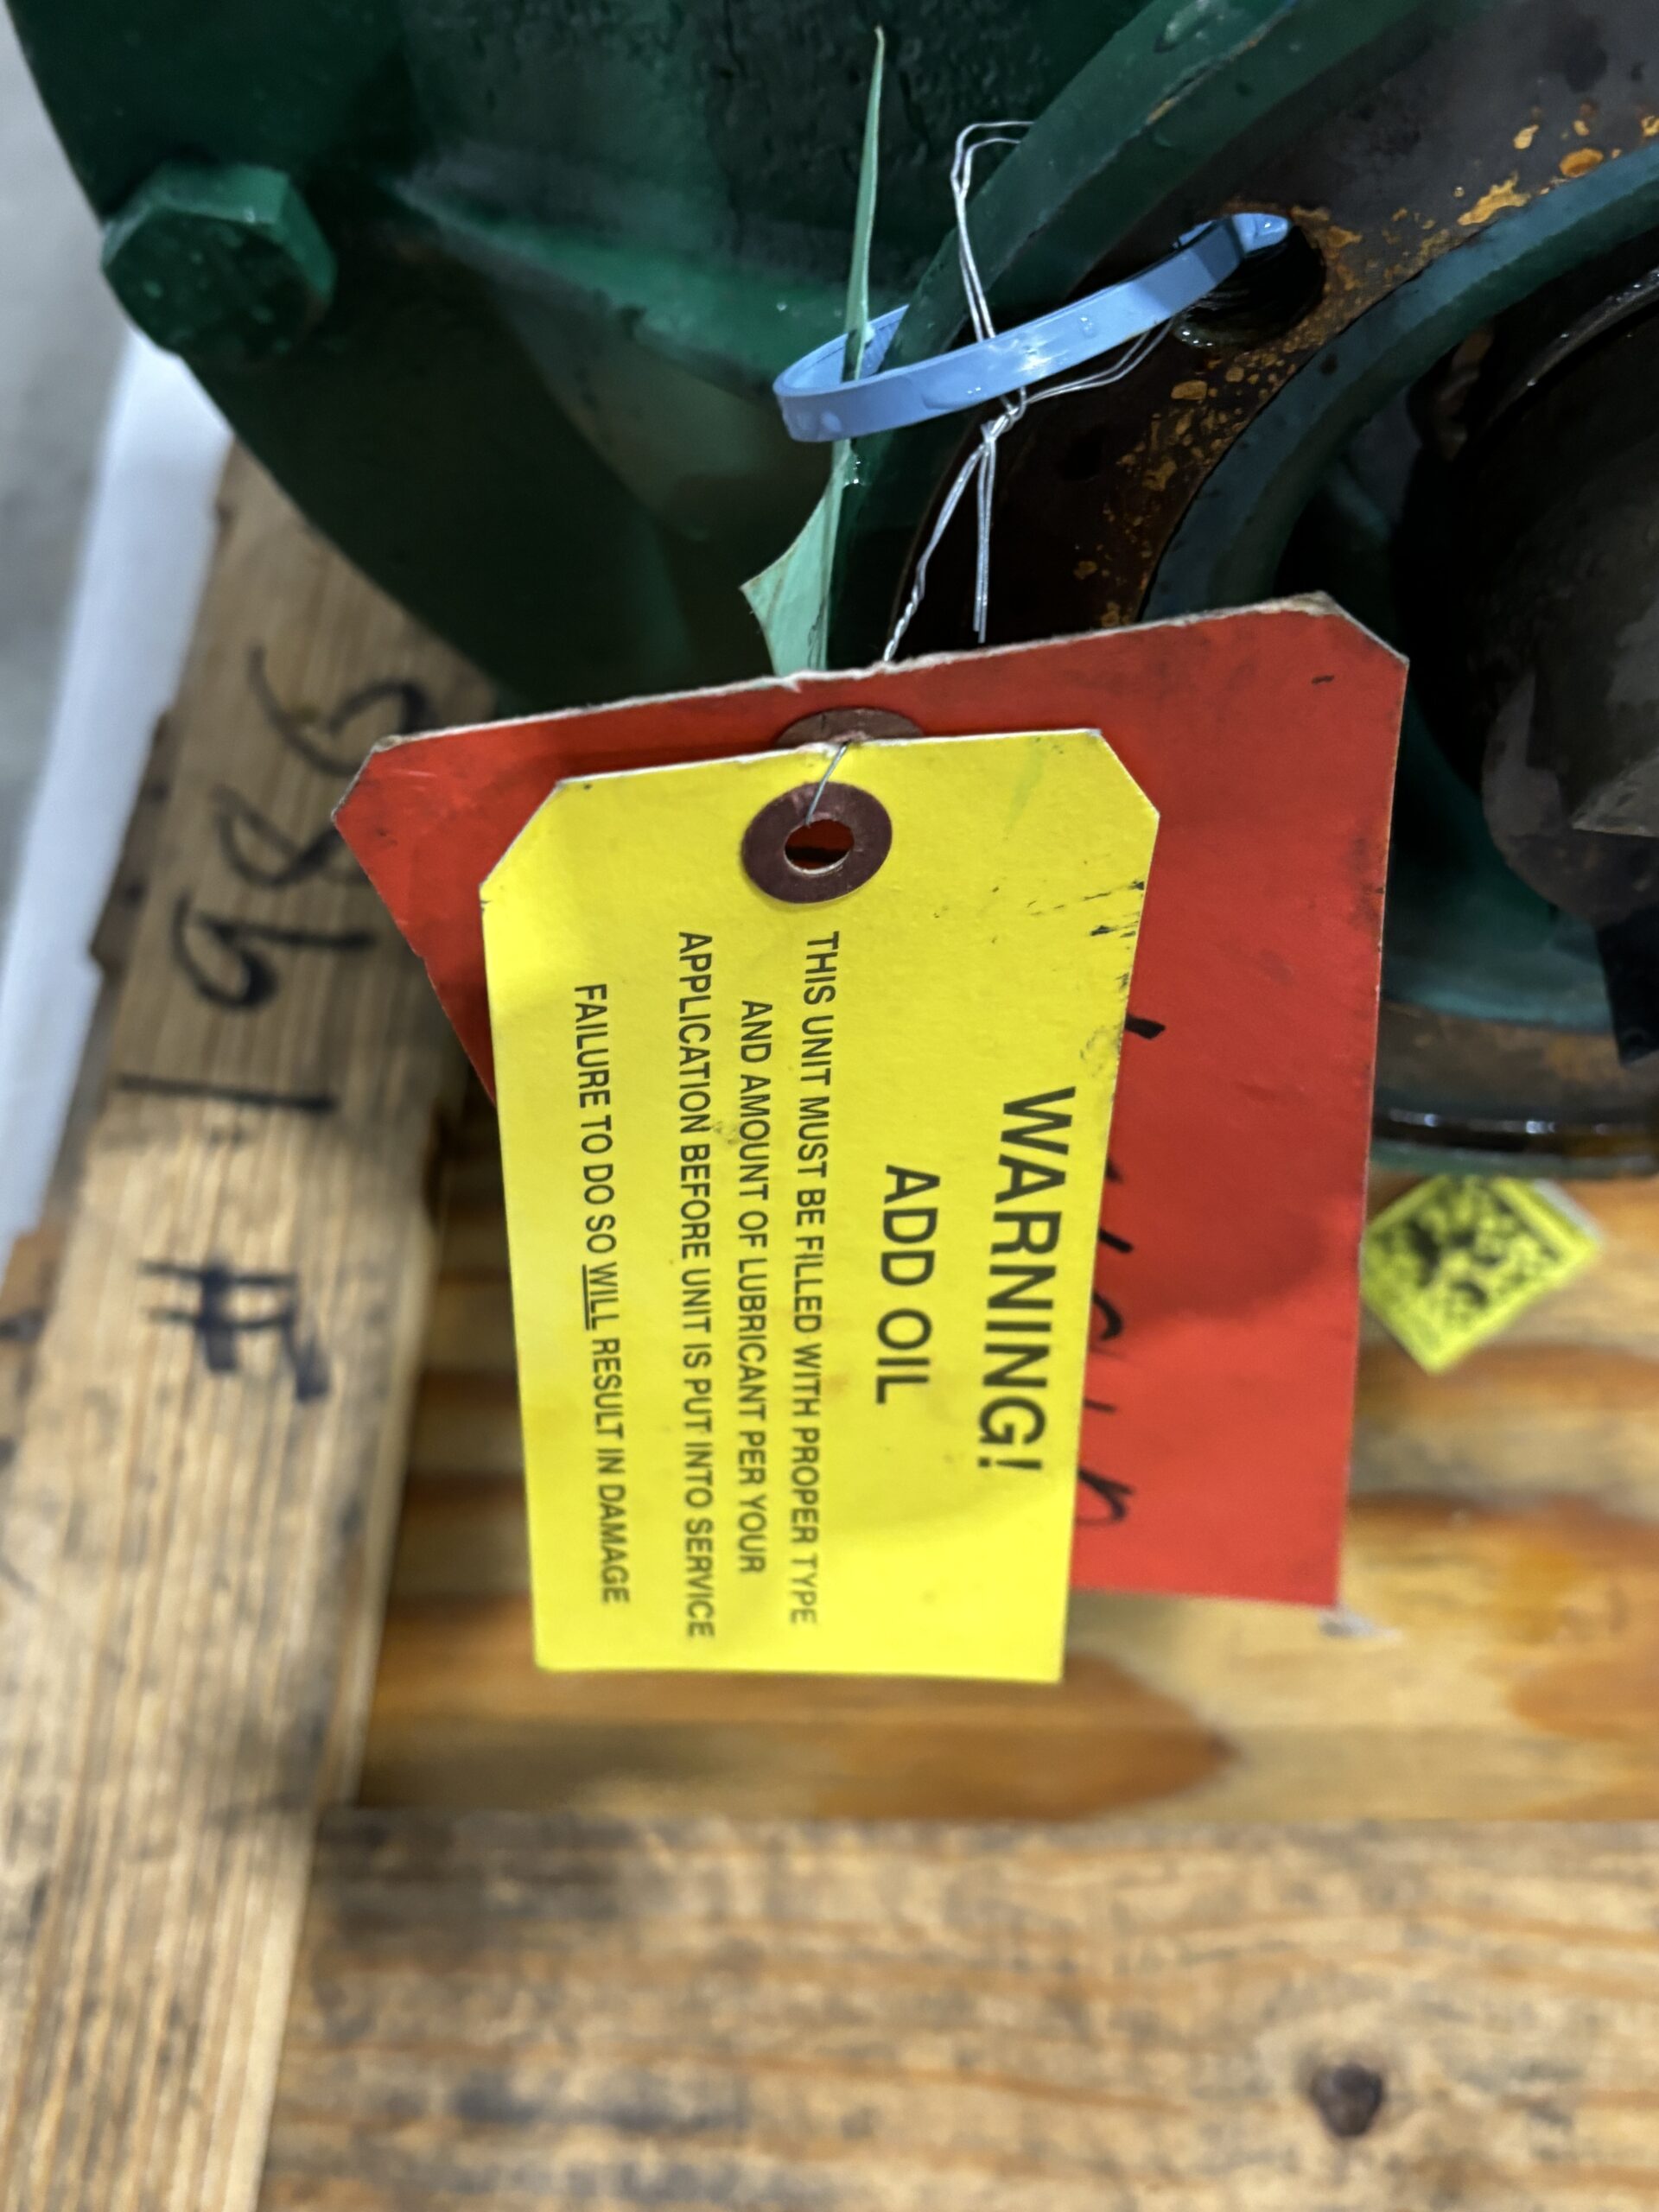 WARNING!
ADD OIL
THIS UNIT MUST BE FILLED WITH PROPER TYPE
AND AMOUNT OF LUBRICANT PER YOUR
APPLICATION BEFORE UNIT IS PUT INTO SERVICE
FAILURE TO DO SO WILL RESULT IN DAMAGE